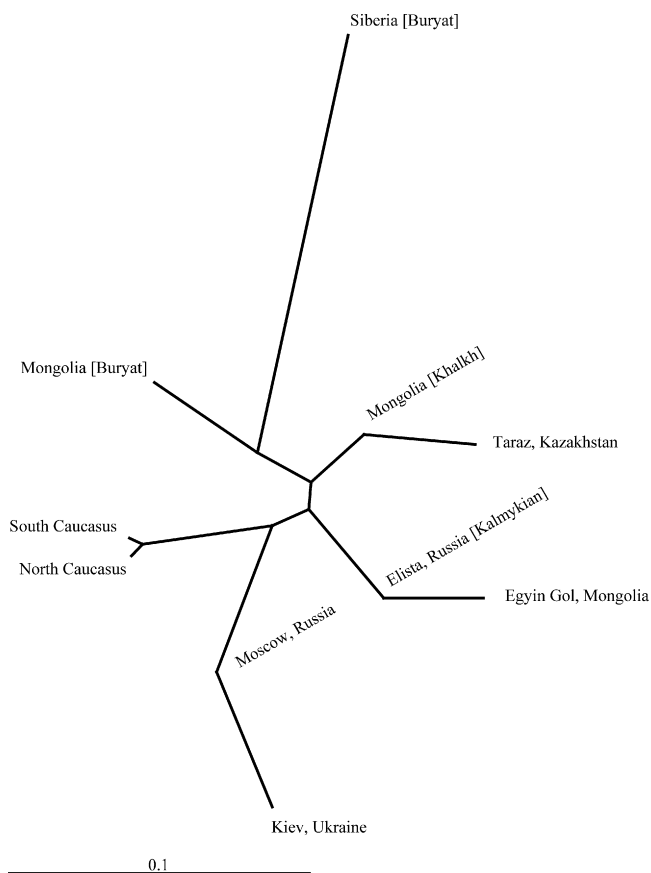 Siberia [Buryat]
Mongolia [Buryat]
Mongolia [Khalkh]
Taraz, Kazakhstan
South Caucasus
North Caucasus
Elista, Russia [Kalmykian]
Egyin Gol, Mongolia
Moscow, Russia
Kiev, Ukraine
0.1